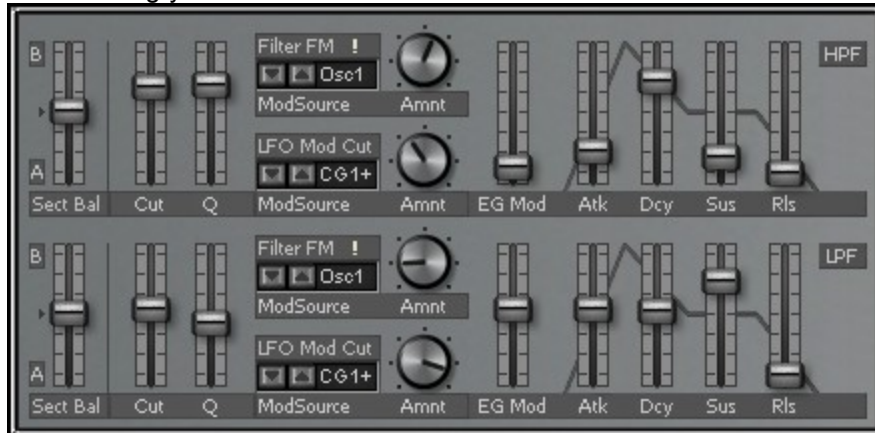 B
Filter FM !
Osc1
HPF
ModSource Amnt
LFO Mod Cut
A
CG1+
Sect Bal Cut Q ModSource Amnt EG Mod Atk Dcy Sus Rls
B
Filter FM !
Osc1
LPF
ModSource Amnt
LFO Mod Cut
A
CG1+
Sect Bal Cut Q ModSource Amnt EG Mod Atk Dcy Sus Rls